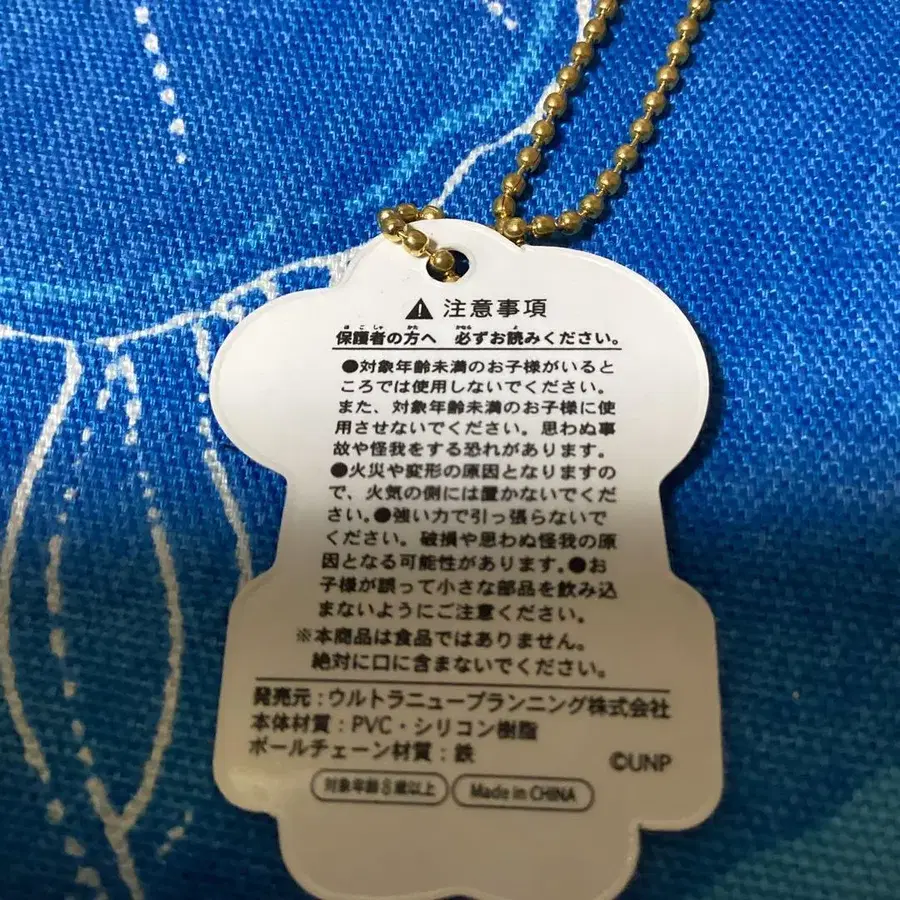 ⚠ 注意事項
保護者の方へ 必ずお読みください。
●対象年齢未満のお子様がいると
ころでは使用しないでください。
また、対象年齢未満のお子様に使
用させないでください。思わぬ事
故や怪我をする恐れがあります。
●火災や変形の原因となりますの
で、火気の側には置かないでくだ
さい。●強い力で引っ張らないで
ください。破損や思わぬ怪我の原
因となる可能性があります。●お
子様が誤って小さな部品を飲み込
まないようにご注意ください。
※本商品は食品ではありません。
絶対に口に含まないでください。
発売元:ウルトラニュープランニング株式会社
本体材質:PVC・シリコン樹脂
ボールチェーン材質:鉄
©UNP
対象年齢8歳以上
Made in CHINA